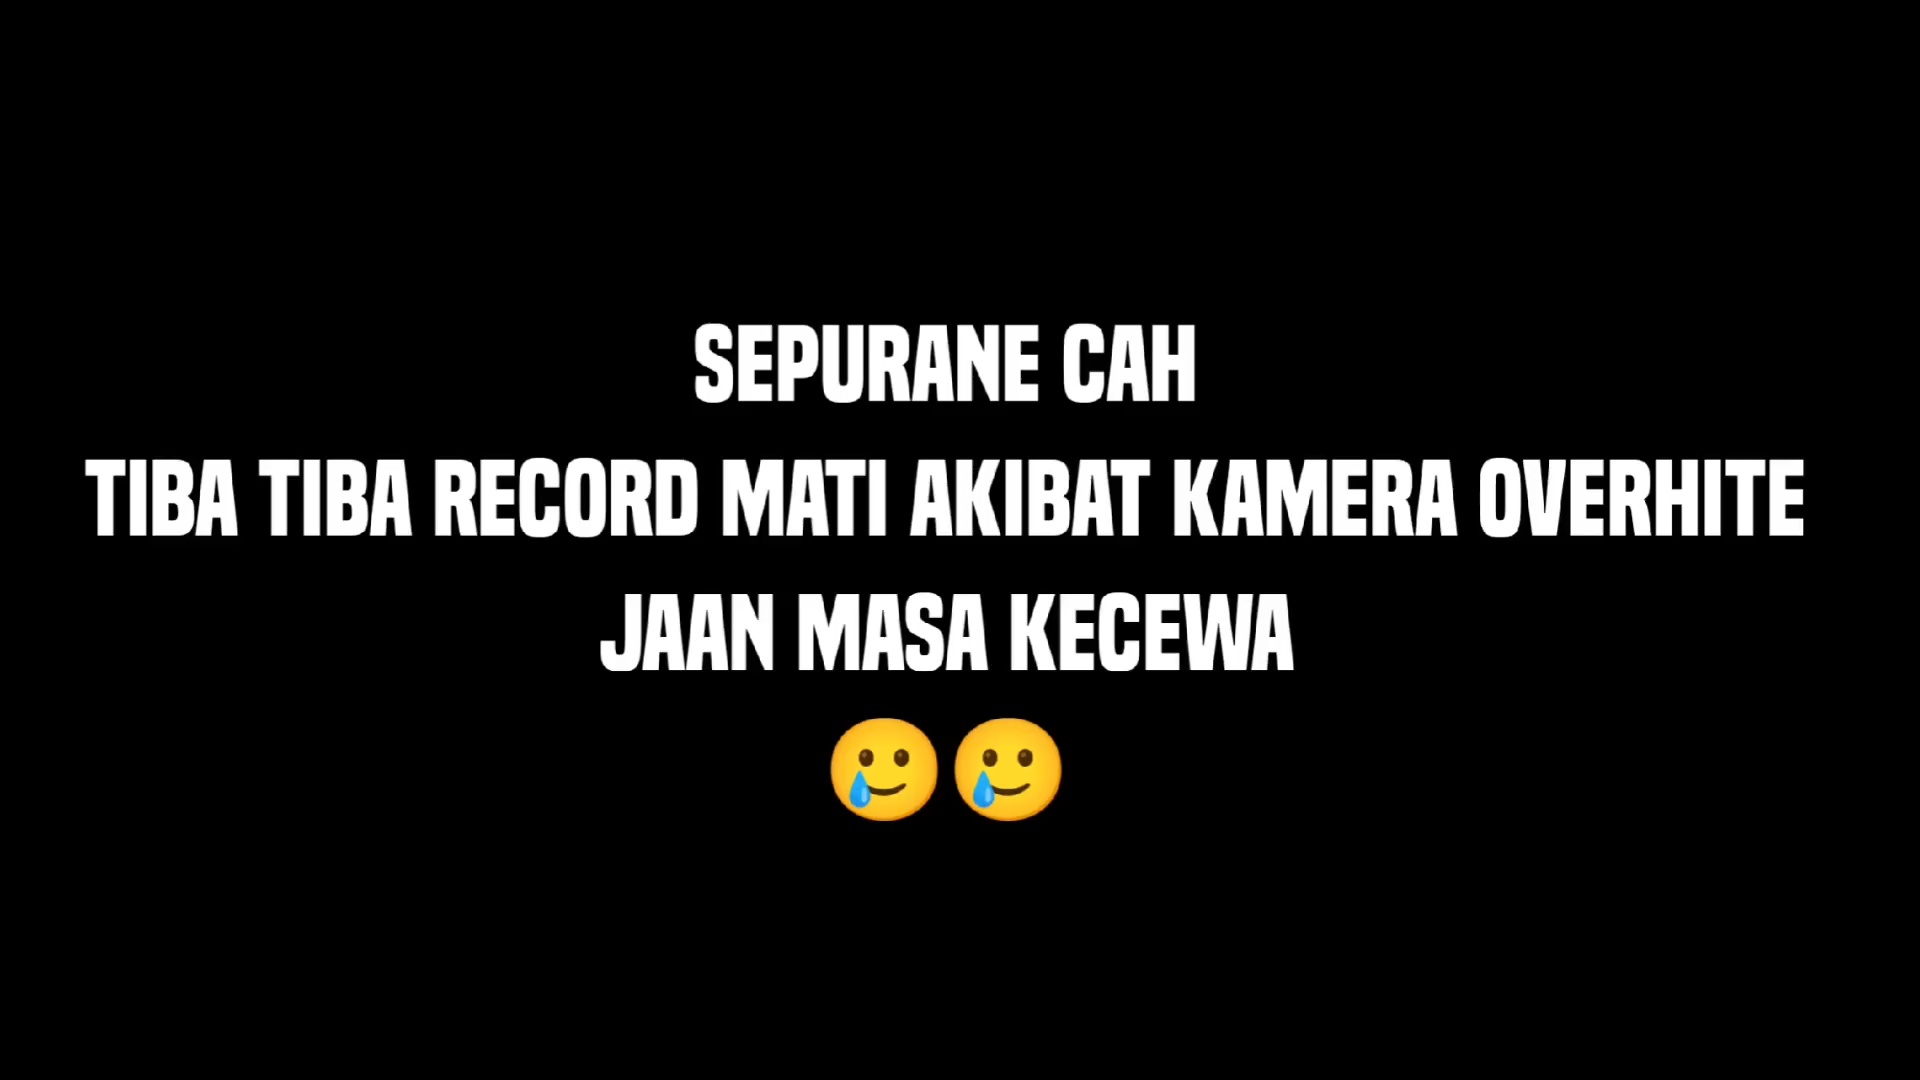 SEPURANE CAH
TIBA TIBA RECORD MATI AKIBAT KAMERA OVERHITE
JAAN MASA KECEWA
🥲🥲